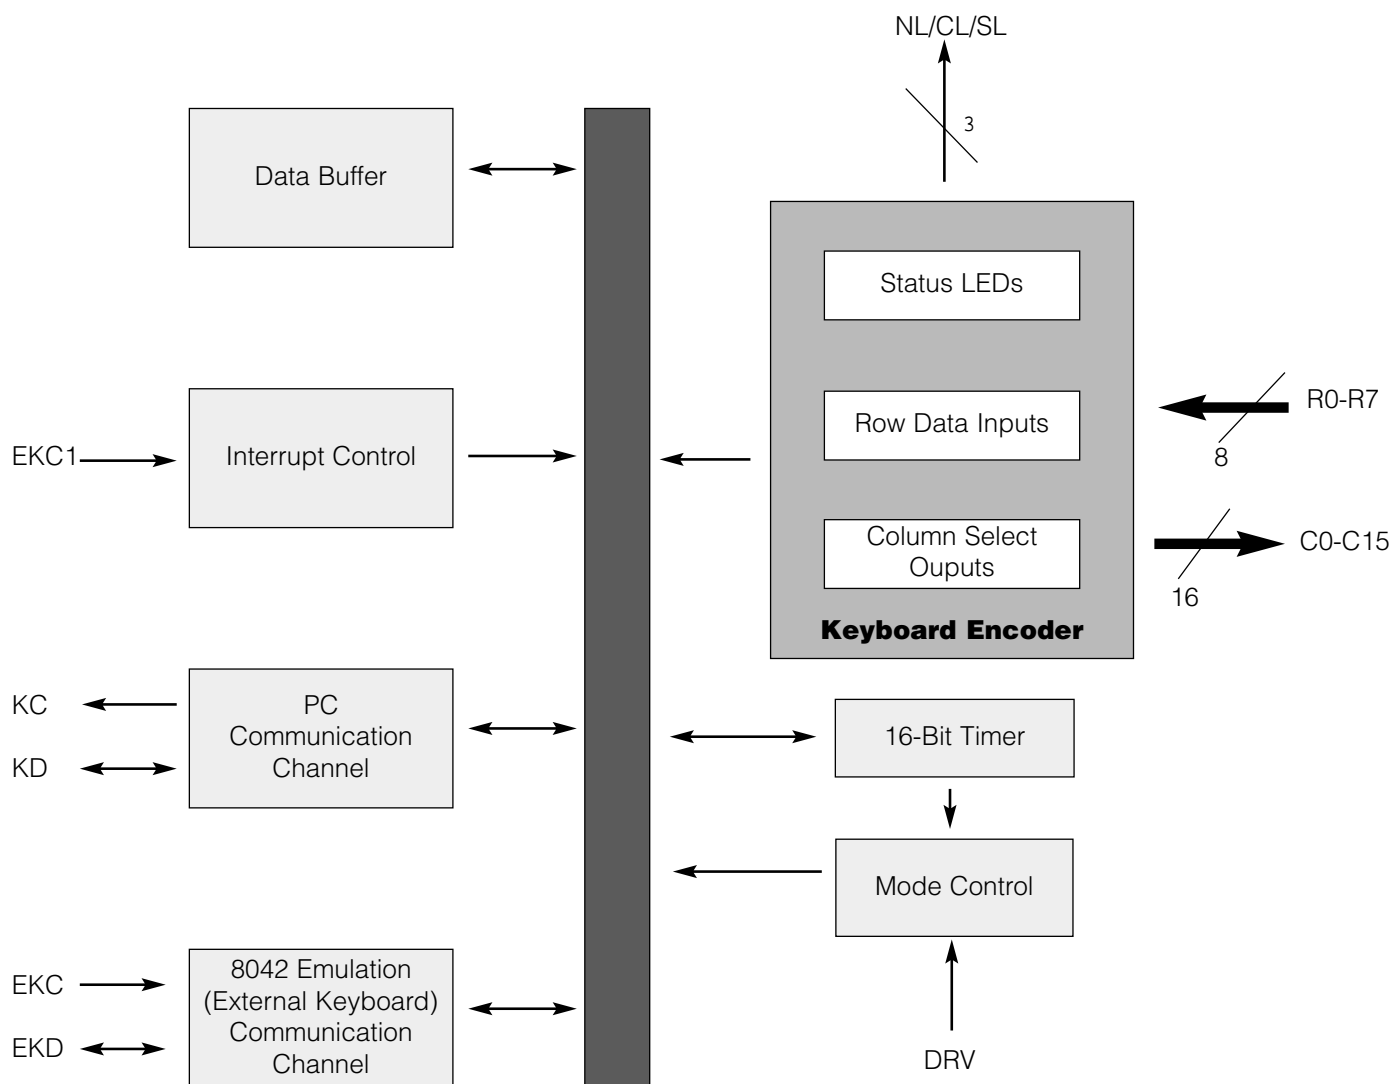 NL/CL/SL
3
Data Buffer
Status LEDs
Row Data Inputs
R0-R7
8
EKC1
Interrupt Control
Column Select
Ouputs
C0-C15
16
Keyboard Encoder
KC
KD
PC
Communication
Channel
16-Bit Timer
Mode Control
EKC
EKD
8042 Emulation
(External Keyboard)
Communication
Channel
DRV